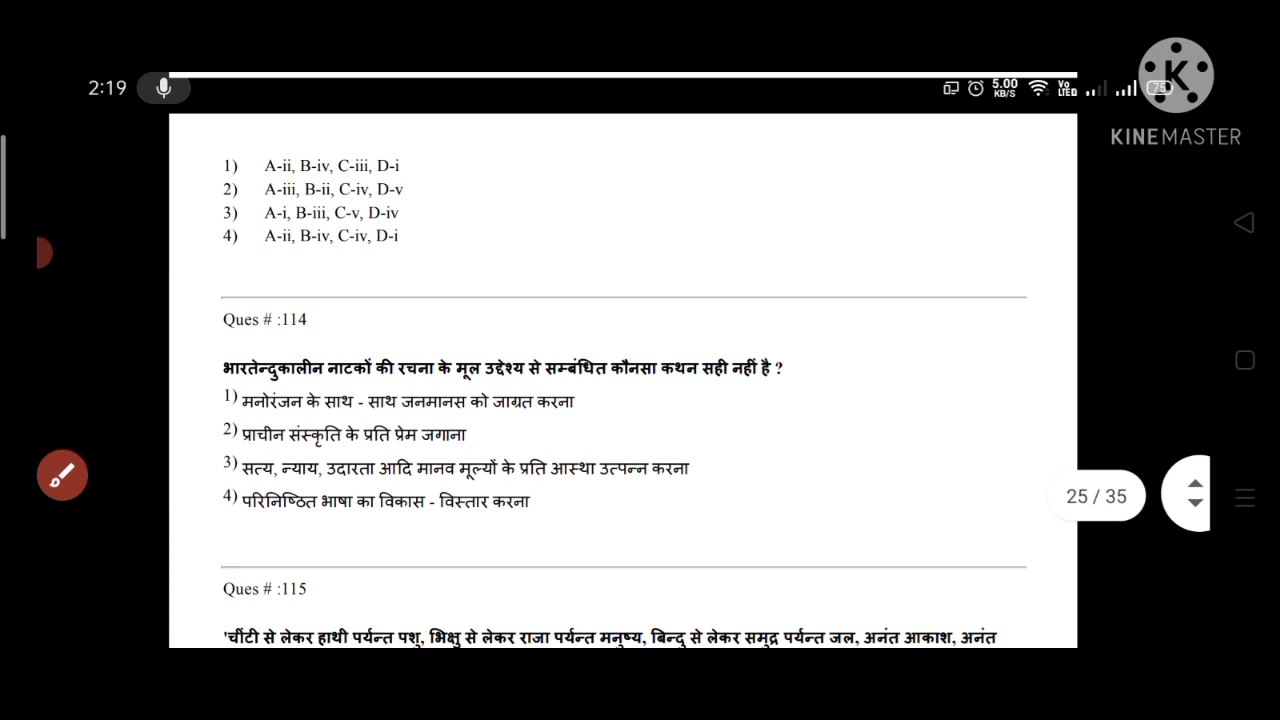 2:19
5.00
KB/S
Vo
LTED
75
K
KINEMASTER
1) A-ii, B-iv, C-iii, D-i
2) A-iii, B-ii, C-iv, D-v
3) A-i, B-iii, C-v, D-iv
4) A-ii, B-iv, C-iv, D-i
Ques # :114
भारतेन्दुकालीन नाटकों की रचना के मूल उद्देश्य से सम्बंधित कौनसा कथन सही नहीं है ?
1) मनोरंजन के साथ - साथ जनमानस को जाग्रत करना
2) प्राचीन संस्कृति के प्रति प्रेम जगाना
3) सत्य, न्याय, उदारता आदि मानव मूल्यों के प्रति आस्था उत्पन्न करना
4) परिनिष्ठित भाषा का विकास - विस्तार करना
25 / 35
Ques # :115
'चींटी से लेकर हाथी पर्यन्त पशु, भिक्षु से लेकर राजा पर्यन्त मनुष्य, बिन्दु से लेकर समुद्र पर्यन्त जल, अनंत आकाश, अनंत